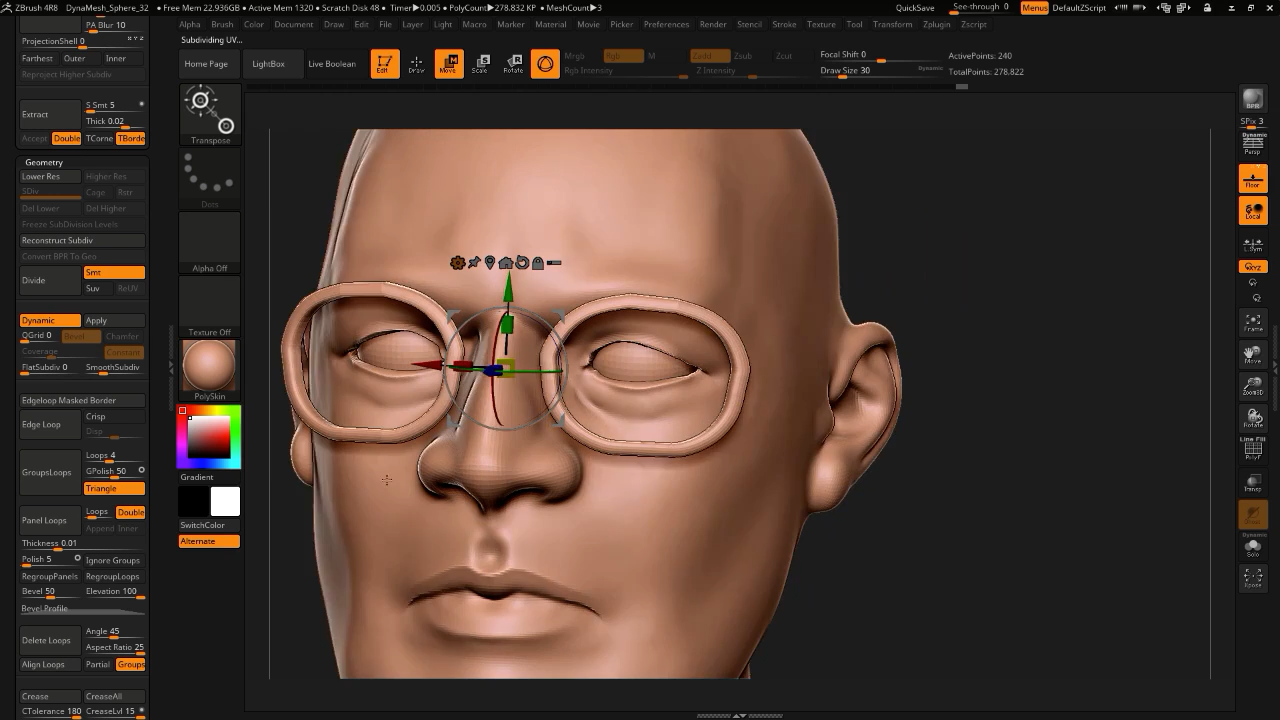 ZBrush 4R8 DynaMesh_Sphere_32 • Free Mem 22.936GB • Active Mem 1320 • Scratch Disk 48 • Timer▶0.005 • PolyCount▶278.832 KP • MeshCount▶3 QuickSave See-through 0 Menus DefaultZScript
Alpha Brush Color Document Draw Edit File Layer Light Macro Marker Material Movie Picker Preferences Render Stencil Stroke Texture Tool Transform Zplugin Zscript
PA Blur 10
ProjectionShell 0
Farthest Outer Inner
Reproject Higher Subdiv
Extract
S Smt 5
Thick 0.02
Accept Double TCorne TBorde
Geometry
Lower Res Higher Res
SDiv Cage Rstr
Del Lower Del Higher
Freeze SubDivision Levels
Reconstruct Subdiv
Convert BPR To Geo
Divide
Smt
Suv ReUV
Dynamic Apply
QGrid 0 Bevel Chamfer
Coverage Constant
FlatSubdiv 0 SmoothSubdiv
Edgeloop Masked Border
Edge Loop
Crisp
Disp
GroupsLoops
Loops 4
GPolish 50
Triangle
Panel Loops
Loops Double
Append Inner
Thickness 0.01
Polish 5 Ignore Groups
RegroupPanels RegroupLoops
Bevel 50 Elevation 100
Bevel Profile
Delete Loops
Angle 45
Aspect Ratio 25
Align Loops Partial Groups
Crease CreaseAll
CTolerance 180 CreaseLvl 15
Subdividing UV...
Home Page LightBox Live Boolean
Edit Draw Move Scale Rotate
Mrgb Rgb M
Rgb Intensity
Zadd Zsub Zcut
Z Intensity
Focal Shift 0
Draw Size 30 Dynamic
ActivePoints: 240
TotalPoints: 278.822
Transpose
Dots
Alpha Off
Texture Off
PolySkin
Gradient
SwitchColor
Alternate
BPR
SPix 3
Dynamic
Persp
Floor
Local
L.Sym
XYZ
Frame
Move
Zoom3D
Rotate
Line Fill
PolyF
Transp
Dynamic
Solo
Xpose